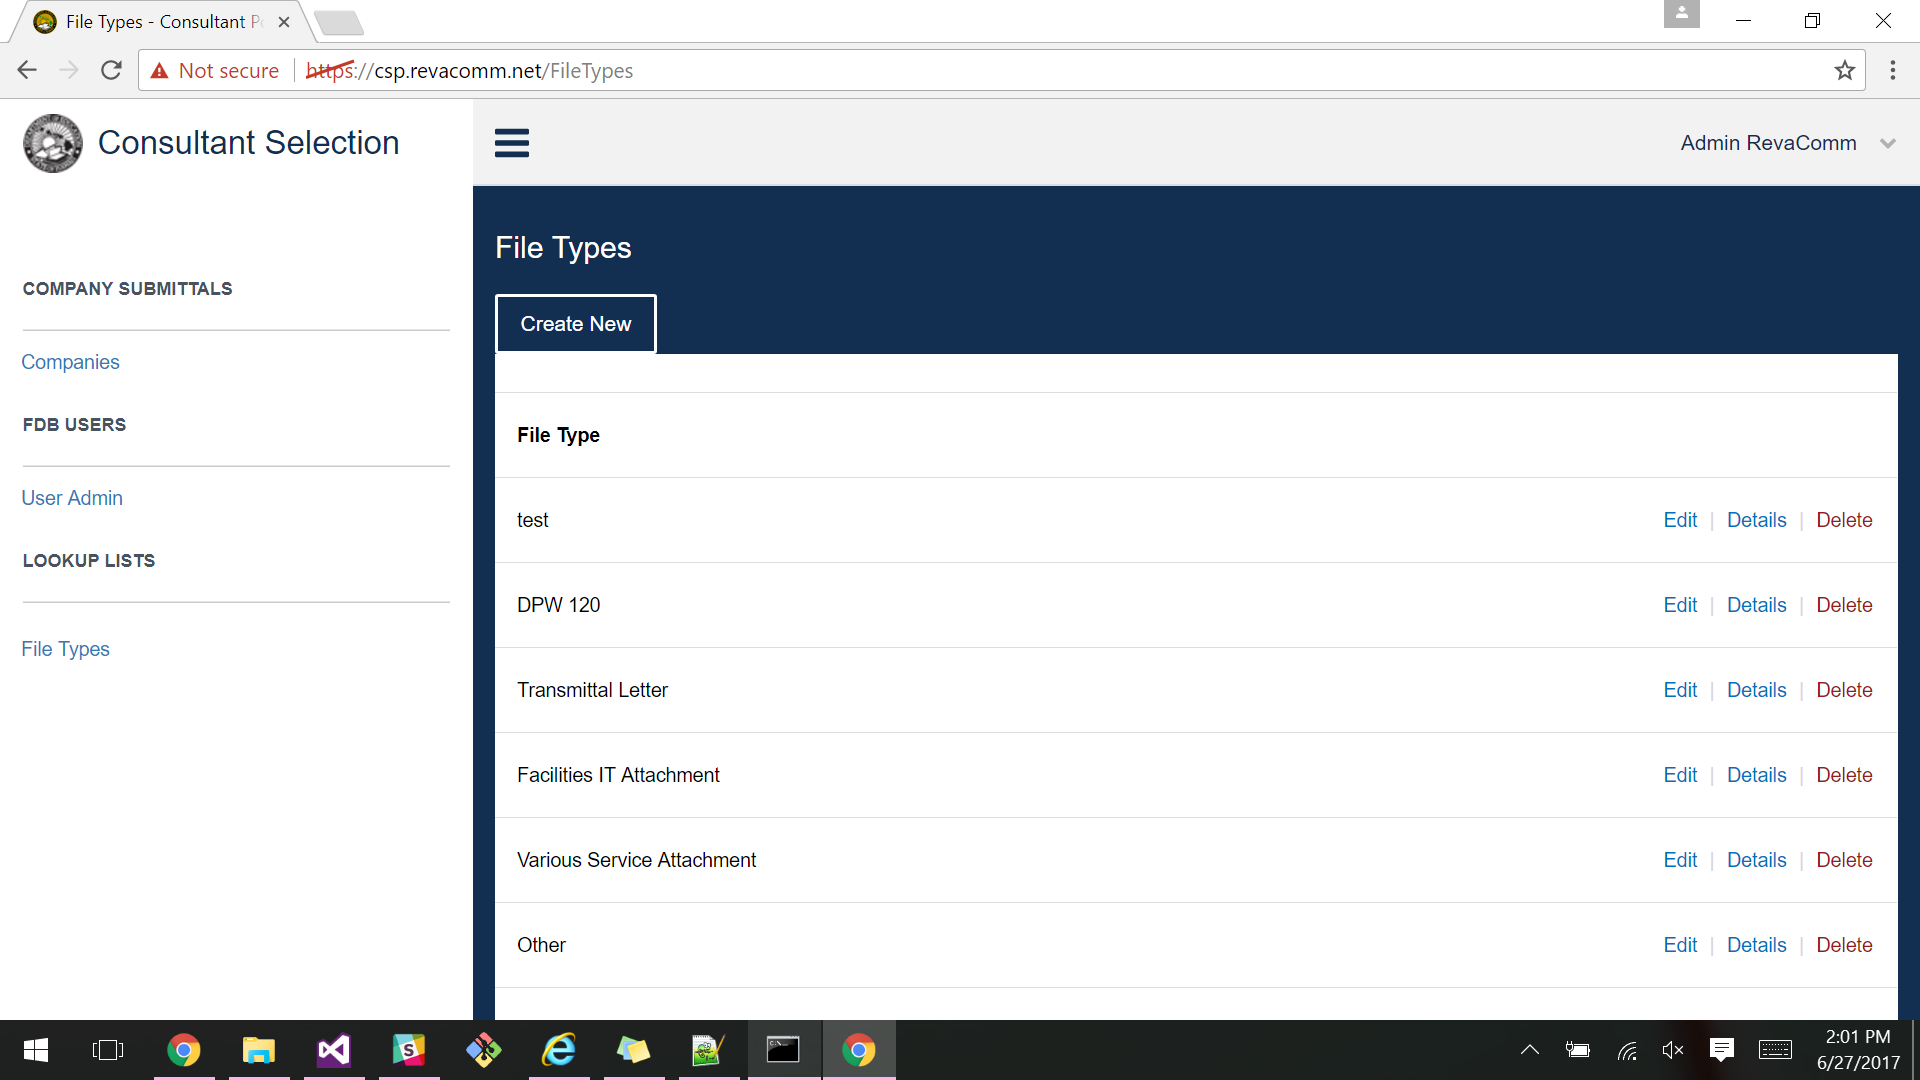 File Types - Consultant P
Not secure https://csp.revacomm.net/FileTypes
Consultant Selection
Admin RevaComm
COMPANY SUBMITTALS
Companies
FDB USERS
User Admin
LOOKUP LISTS
File Types
File Types
Create New
File Type
test Edit | Details | Delete
DPW 120 Edit | Details | Delete
Transmittal Letter Edit | Details | Delete
Facilities IT Attachment Edit | Details | Delete
Various Service Attachment Edit | Details | Delete
Other Edit | Details | Delete
2:01 PM
6/27/2017